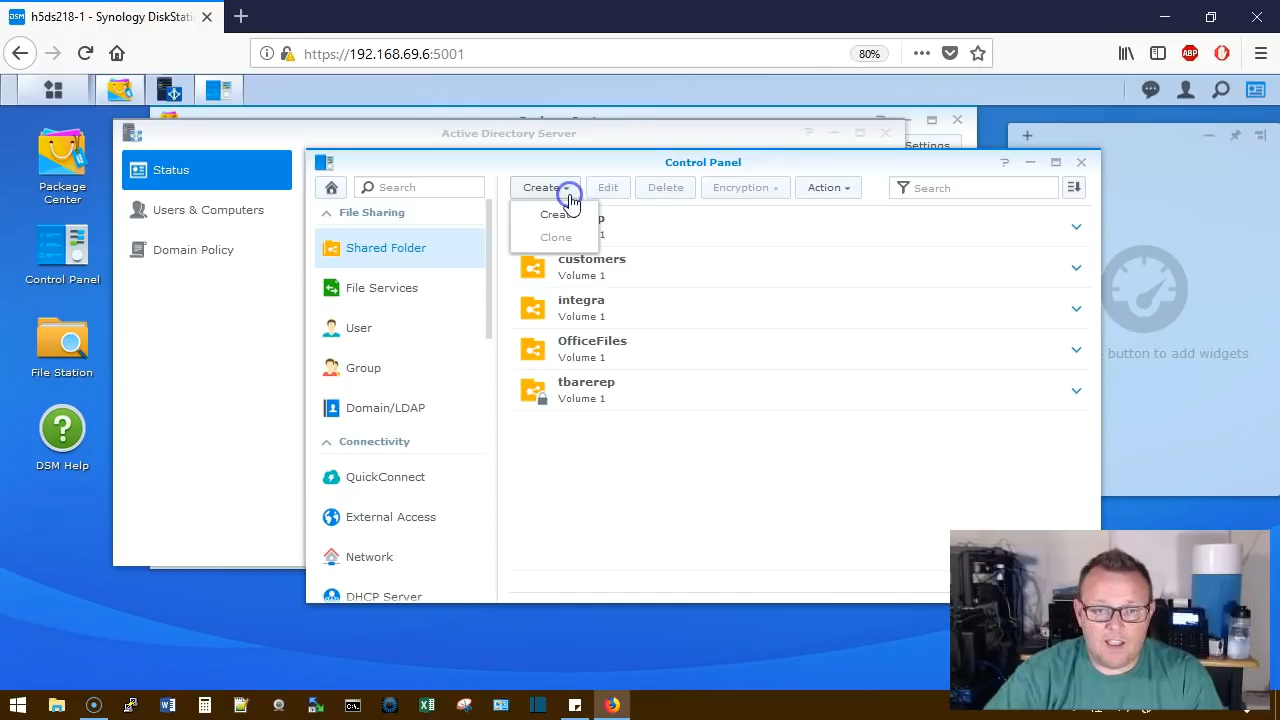 h5ds218-1 - Synology DiskStati
https://192.168.69.6:5001
80%
ABP
Settings
Active Directory Server
Control Panel
Package
Center
Control Panel
File Station
DSM Help
Status
Users & Computers
Domain Policy
Search
Create
Edit
Delete
Encryption
Action
Search
Clone
File Sharing
Shared Folder
File Services
User
Group
Domain/LDAP
Connectivity
QuickConnect
External Access
Network
DHCP Server
p
1
customers
Volume 1
integra
Volume 1
OfficeFiles
Volume 1
tbarerep
Volume 1
button to add widgets